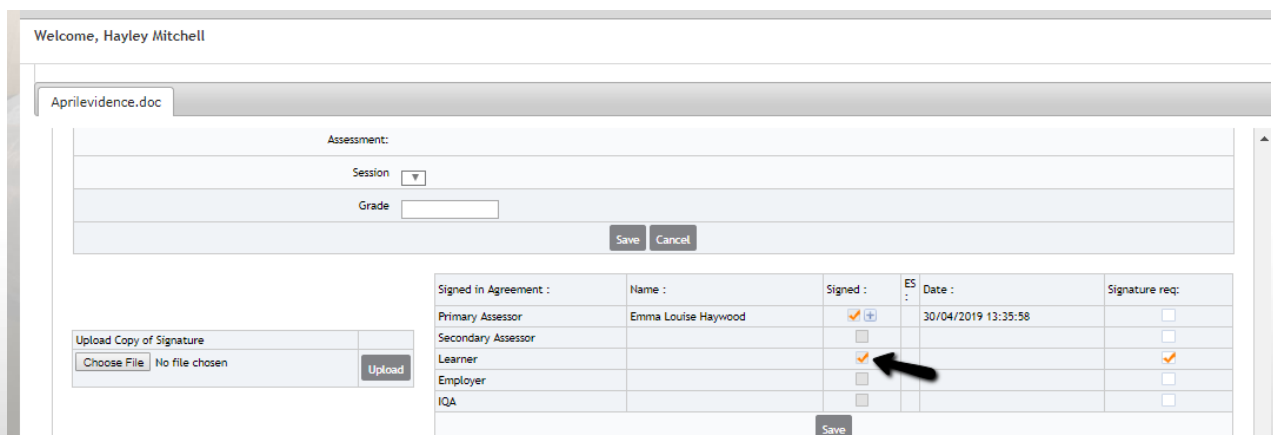 Welcome, Hayley Mitchell
Aprilevidence.doc
Assessment:
Session
Grade
Save Cancel
Signed in Agreement : Name : Signed : ES : Date : Signature req:
Primary Assessor Emma Louise Haywood 30/04/2019 13:35:58
Secondary Assessor
Learner
Employer
IQA
Save
Upload Copy of Signature
Choose File No file chosen Upload